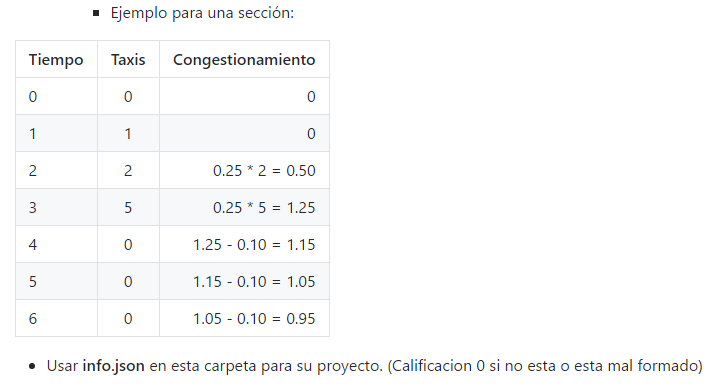 Ejemplo para una sección:
Tiempo Taxis Congestionamiento
0 0 0
1 1 0
2 2 0.25 * 2 = 0.50
3 5 0.25 * 5 = 1.25
4 0 1.25 - 0.10 = 1.15
5 0 1.15 - 0.10 = 1.05
6 0 1.05 - 0.10 = 0.95
Usar info.json en esta carpeta para su proyecto. (Calificacion 0 si no esta o esta mal formado)